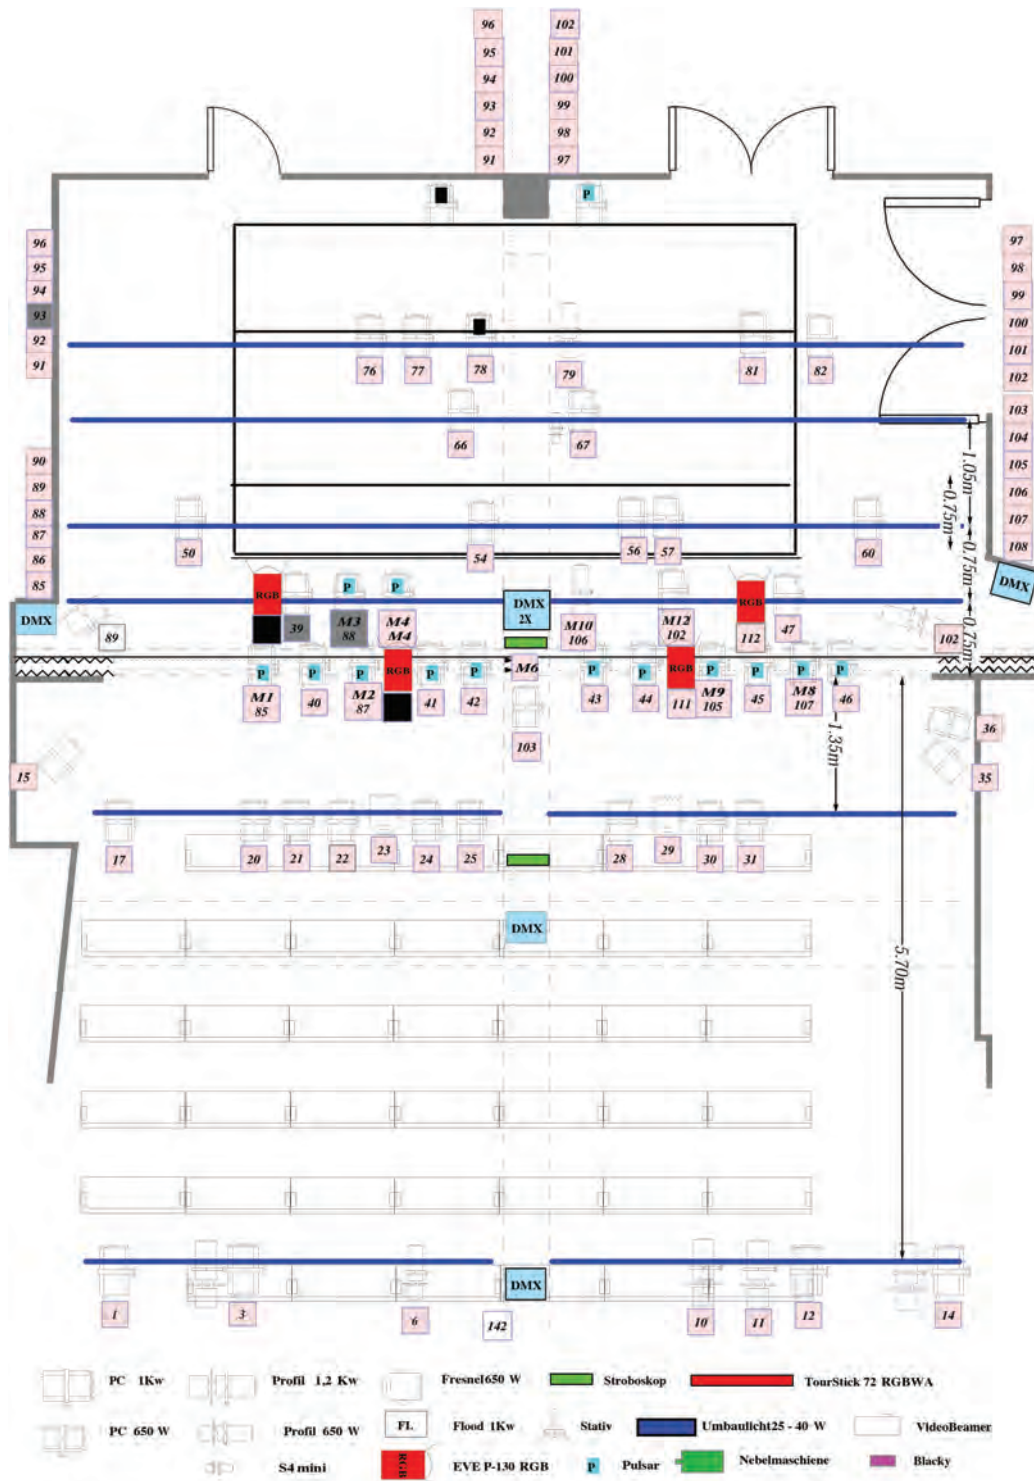 96 102
95 101
94 100
93 99
92 98
91 97
P
96 97
95 98
94 99
93 100
92 101
91 102
76 77 78 79 81 82
103
66 67
104
90 105
89 106
88 107
87 108
86
85
1.05m
0.75m
0.75m
0.75m
50 54 56 57 60
DMX
DMX
RGB P P DMX 2X RGB
89 39 M3 88 M4 M4 M10 106 M12 102 112 47 102
P P P RGB P P M6 P P RGB P P P P
M1 85 40 M2 87 41 42 43 44 111 M9 105 45 M8 107 46
103
36
15 35
1.35m
17 20 21 22 23 24 25 28 29 30 31
DMX
5.70m
DMX
1 3 6 142 10 11 12 14
PC 1Kw Profil 1,2 Kw Fresnel650 W Stroboskop TourStick 72 RGBWA
PC 650 W Profil 650 W FL Flood 1Kw Stativ Umbaulicht25 - 40 W VideoBeamer
S4 mini RGB EVE P-130 RGB P Pulsar Nebelmaschiene Blacky